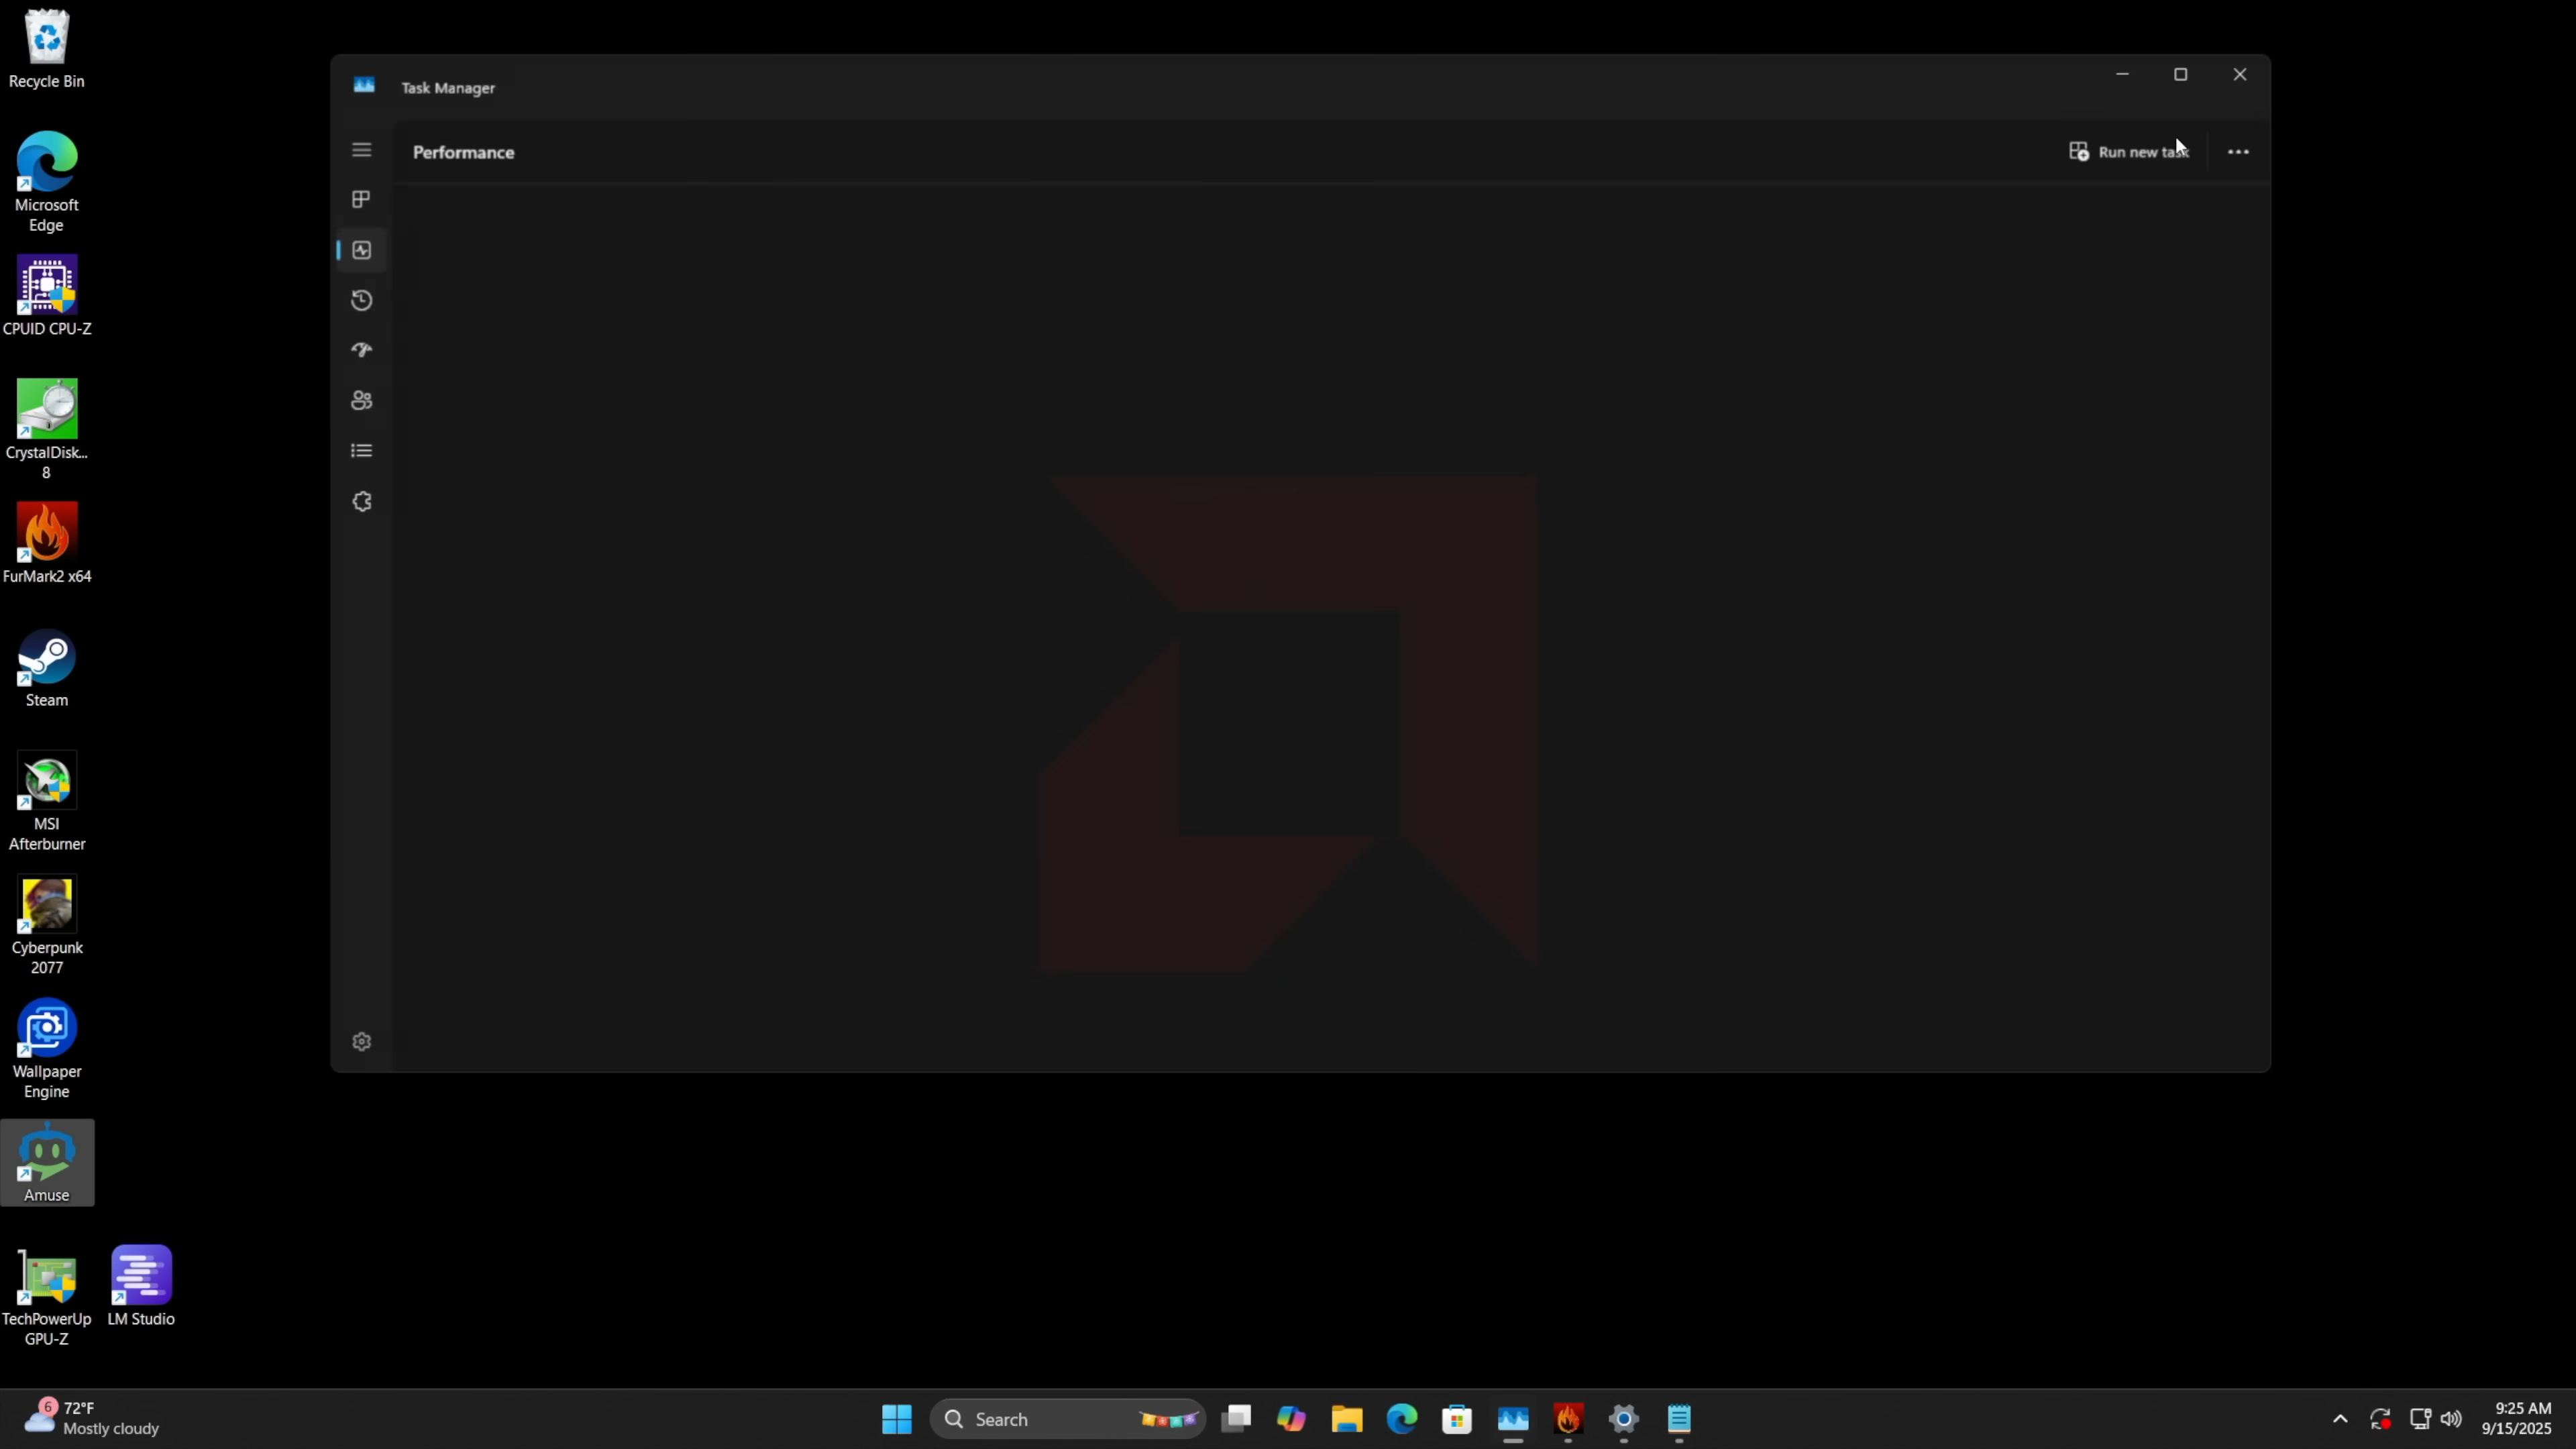 Recycle Bin
Microsoft
Edge
CPUID CPU-Z
CrystalDisk...
8
FurMark2 x64
Steam
MSI
Afterburner
Cyberpunk
2077
Wallpaper
Engine
Amuse
TechPowerUp
GPU-Z
LM Studio
Task Manager
Performance
Run new task
6
72°F
Mostly cloudy
Search
9:25 AM
9/15/2025